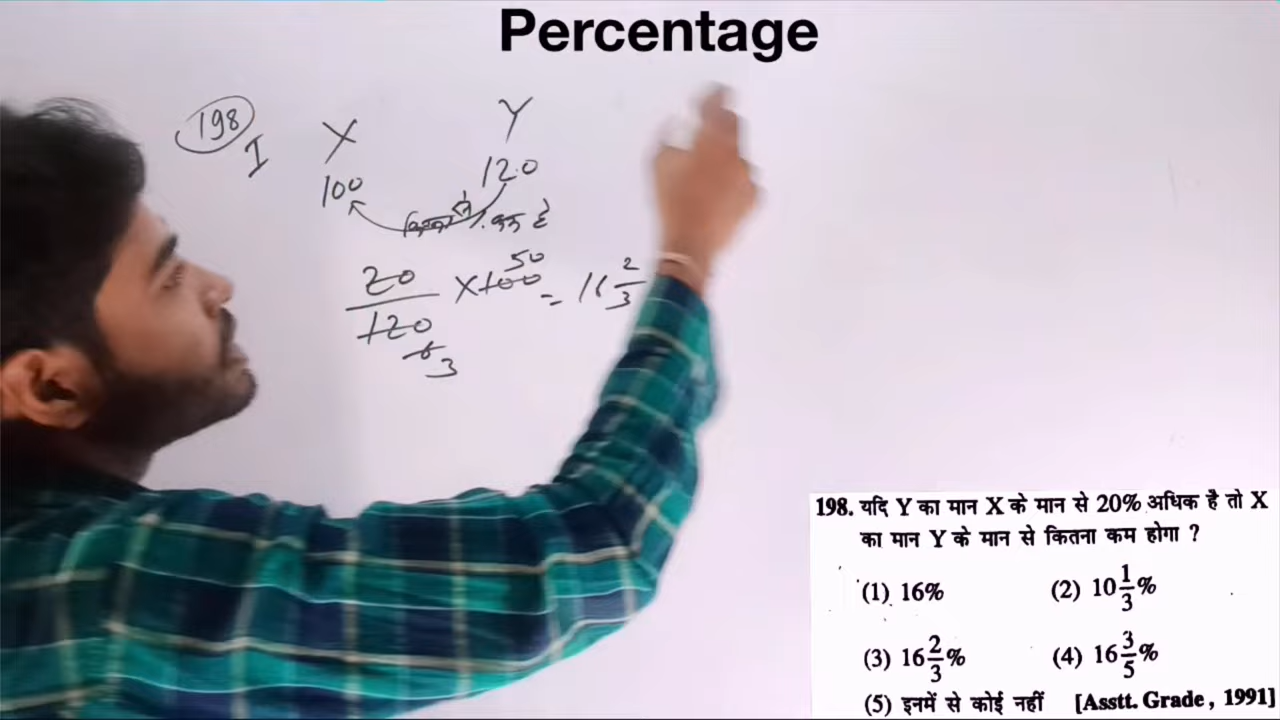 Percentage
198
I X Y
100 120
% कम है
20/120 × 100 50 = 16 2/3
6
3
198. यदि Y का मान X के मान से 20% अधिक है तो X
का मान Y के मान से कितना कम होगा ?
(1) 16% (2) 10 1/3%
(3) 16 2/3% (4) 16 3/5%
(5) इनमें से कोई नहीं [Asstt. Grade, 1991]